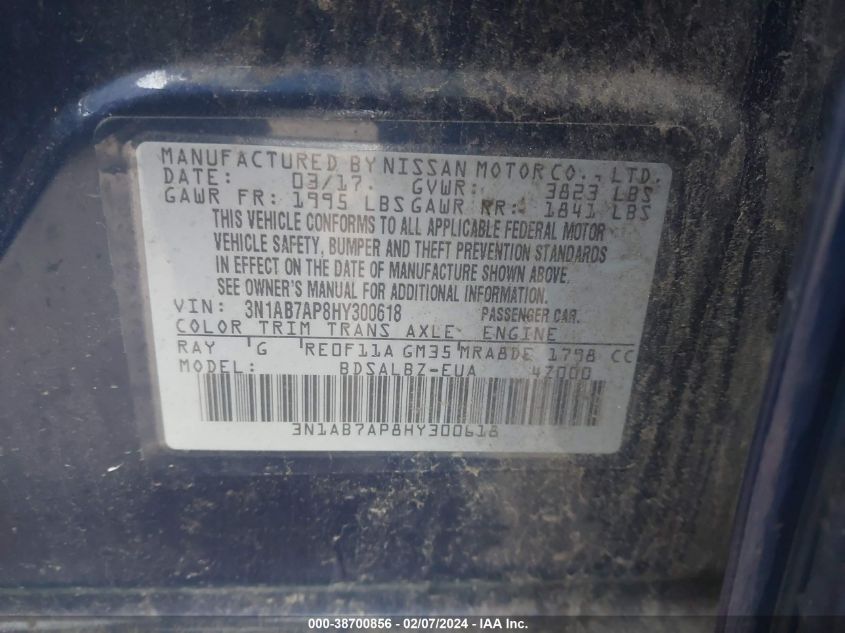 MANUFACTURED BY NISSAN MOTOR CO., LTD.
DATE: 03/17 GVWR: 3823 LBS
GAWR FR: 1995 LBS GAWR RR: 1841 LBS
THIS VEHICLE CONFORMS TO ALL APPLICABLE FEDERAL MOTOR
VEHICLE SAFETY, BUMPER AND THEFT PREVENTION STANDARDS
IN EFFECT ON THE DATE OF MANUFACTURE SHOWN ABOVE.
SEE OWNER'S MANUAL FOR ADDITIONAL INFORMATION.
VIN: 3N1AB7AP8HY300618 PASSENGER CAR.
COLOR TRIM TRANS AXLE ENGINE
RAY G RE0F11A GM35 MRA8DE 1798 CC
MODEL: BDSALBZ-EUA 47000
3N1AB7AP8HY300618
000-38700856 - 02/07/2024 - IAA Inc.